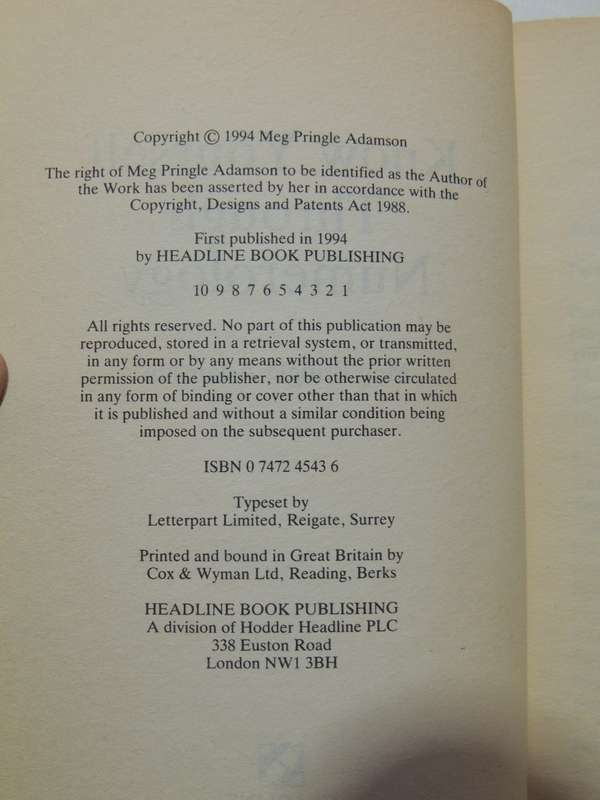 Copyright © 1994 Meg Pringle Adamson
The right of Meg Pringle Adamson to be identified as the Author of
the Work has been asserted by her in accordance with the
Copyright, Designs and Patents Act 1988.
First published in 1994
by HEADLINE BOOK PUBLISHING
10 9 8 7 6 5 4 3 2 1
All rights reserved. No part of this publication may be
reproduced, stored in a retrieval system, or transmitted,
in any form or by any means without the prior written
permission of the publisher, nor be otherwise circulated
in any form of binding or cover other than that in which
it is published and without a similar condition being
imposed on the subsequent purchaser.
ISBN 0 7472 4543 6
Typeset by
Letterpart Limited, Reigate, Surrey
Printed and bound in Great Britain by
Cox & Wyman Ltd, Reading, Berks
HEADLINE BOOK PUBLISHING
A division of Hodder Headline PLC
338 Euston Road
London NW1 3BH